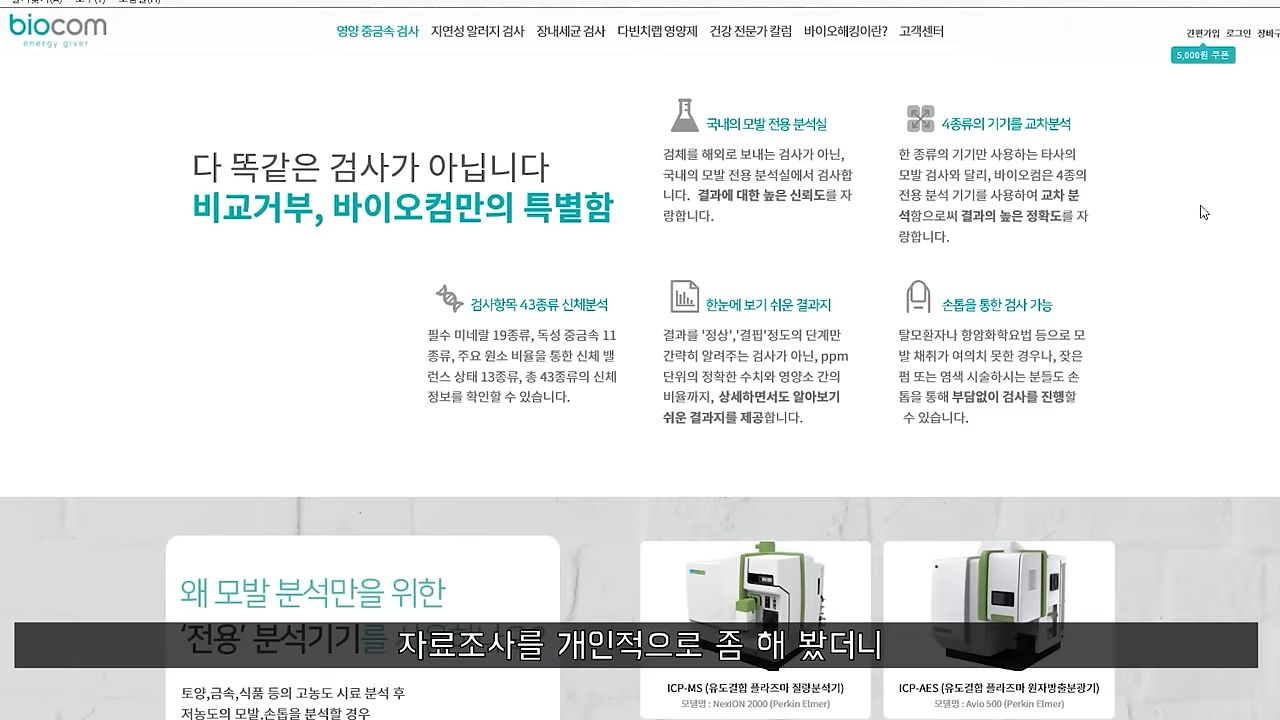 biocom
energy giver
영양 중금속 검사 지연성 알러지 검사 장내세균 검사 다빈치랩 영양제 건강 전문가 칼럼 바이오해킹이란? 고객센터
간편가입 로그인
5,000원 쿠폰
다 똑같은 검사가 아닙니다
비교거부, 바이오컴만의 특별함
국내의 모발 전용 분석실
검체를 해외로 보내는 검사가 아닌,
국내의 모발 전용 분석실에서 검사합
니다. 결과에 대한 높은 신뢰도를 자
랑합니다.
4종류의 기기를 교차분석
한 종류의 기기만 사용하는 타사의
모발 검사와 달리, 바이오컴은 4종의
전용 분석 기기를 사용하여 교차 분
석함으로써 결과의 높은 정확도를 자
랑합니다.
검사항목 43종류 신체분석
필수 미네랄 19종류, 독성 중금속 11
종류, 주요 원소 비율을 통한 신체 밸
런스 상태 13종류, 총 43종류의 신체
정보를 확인할 수 있습니다.
한눈에 보기 쉬운 결과지
결과를 '정상','결핍'정도의 단계만
간략히 알려주는 검사가 아닌, ppm
단위의 정확한 수치와 영양소 간의
비율까지, 상세하면서도 알아보기
쉬운 결과지를 제공합니다.
손톱을 통한 검사 가능
탈모환자나 항암화학요법 등으로 모
발 채취가 여의치 못한 경우나, 잦은
펌 또는 염색 시술하시는 분들도 손
톱을 통해 부담없이 검사를 진행할
수 있습니다.
왜 모발 분석만을 위한
'전용' 분석기기를
자료조사를 개인적으로 좀 해 봤더니
토양,금속,식품 등의 고농도 시료 분석 후
저농도의 모발,손톱을 분석할 경우
ICP-MS (유도결합 플라즈마 질량분석기)
모델명 : NexION 2000 (Perkin Elmer)
ICP-AES (유도결합 플라즈마 원자방출분광기)
모델명 : Avio 500 (Perkin Elmer)